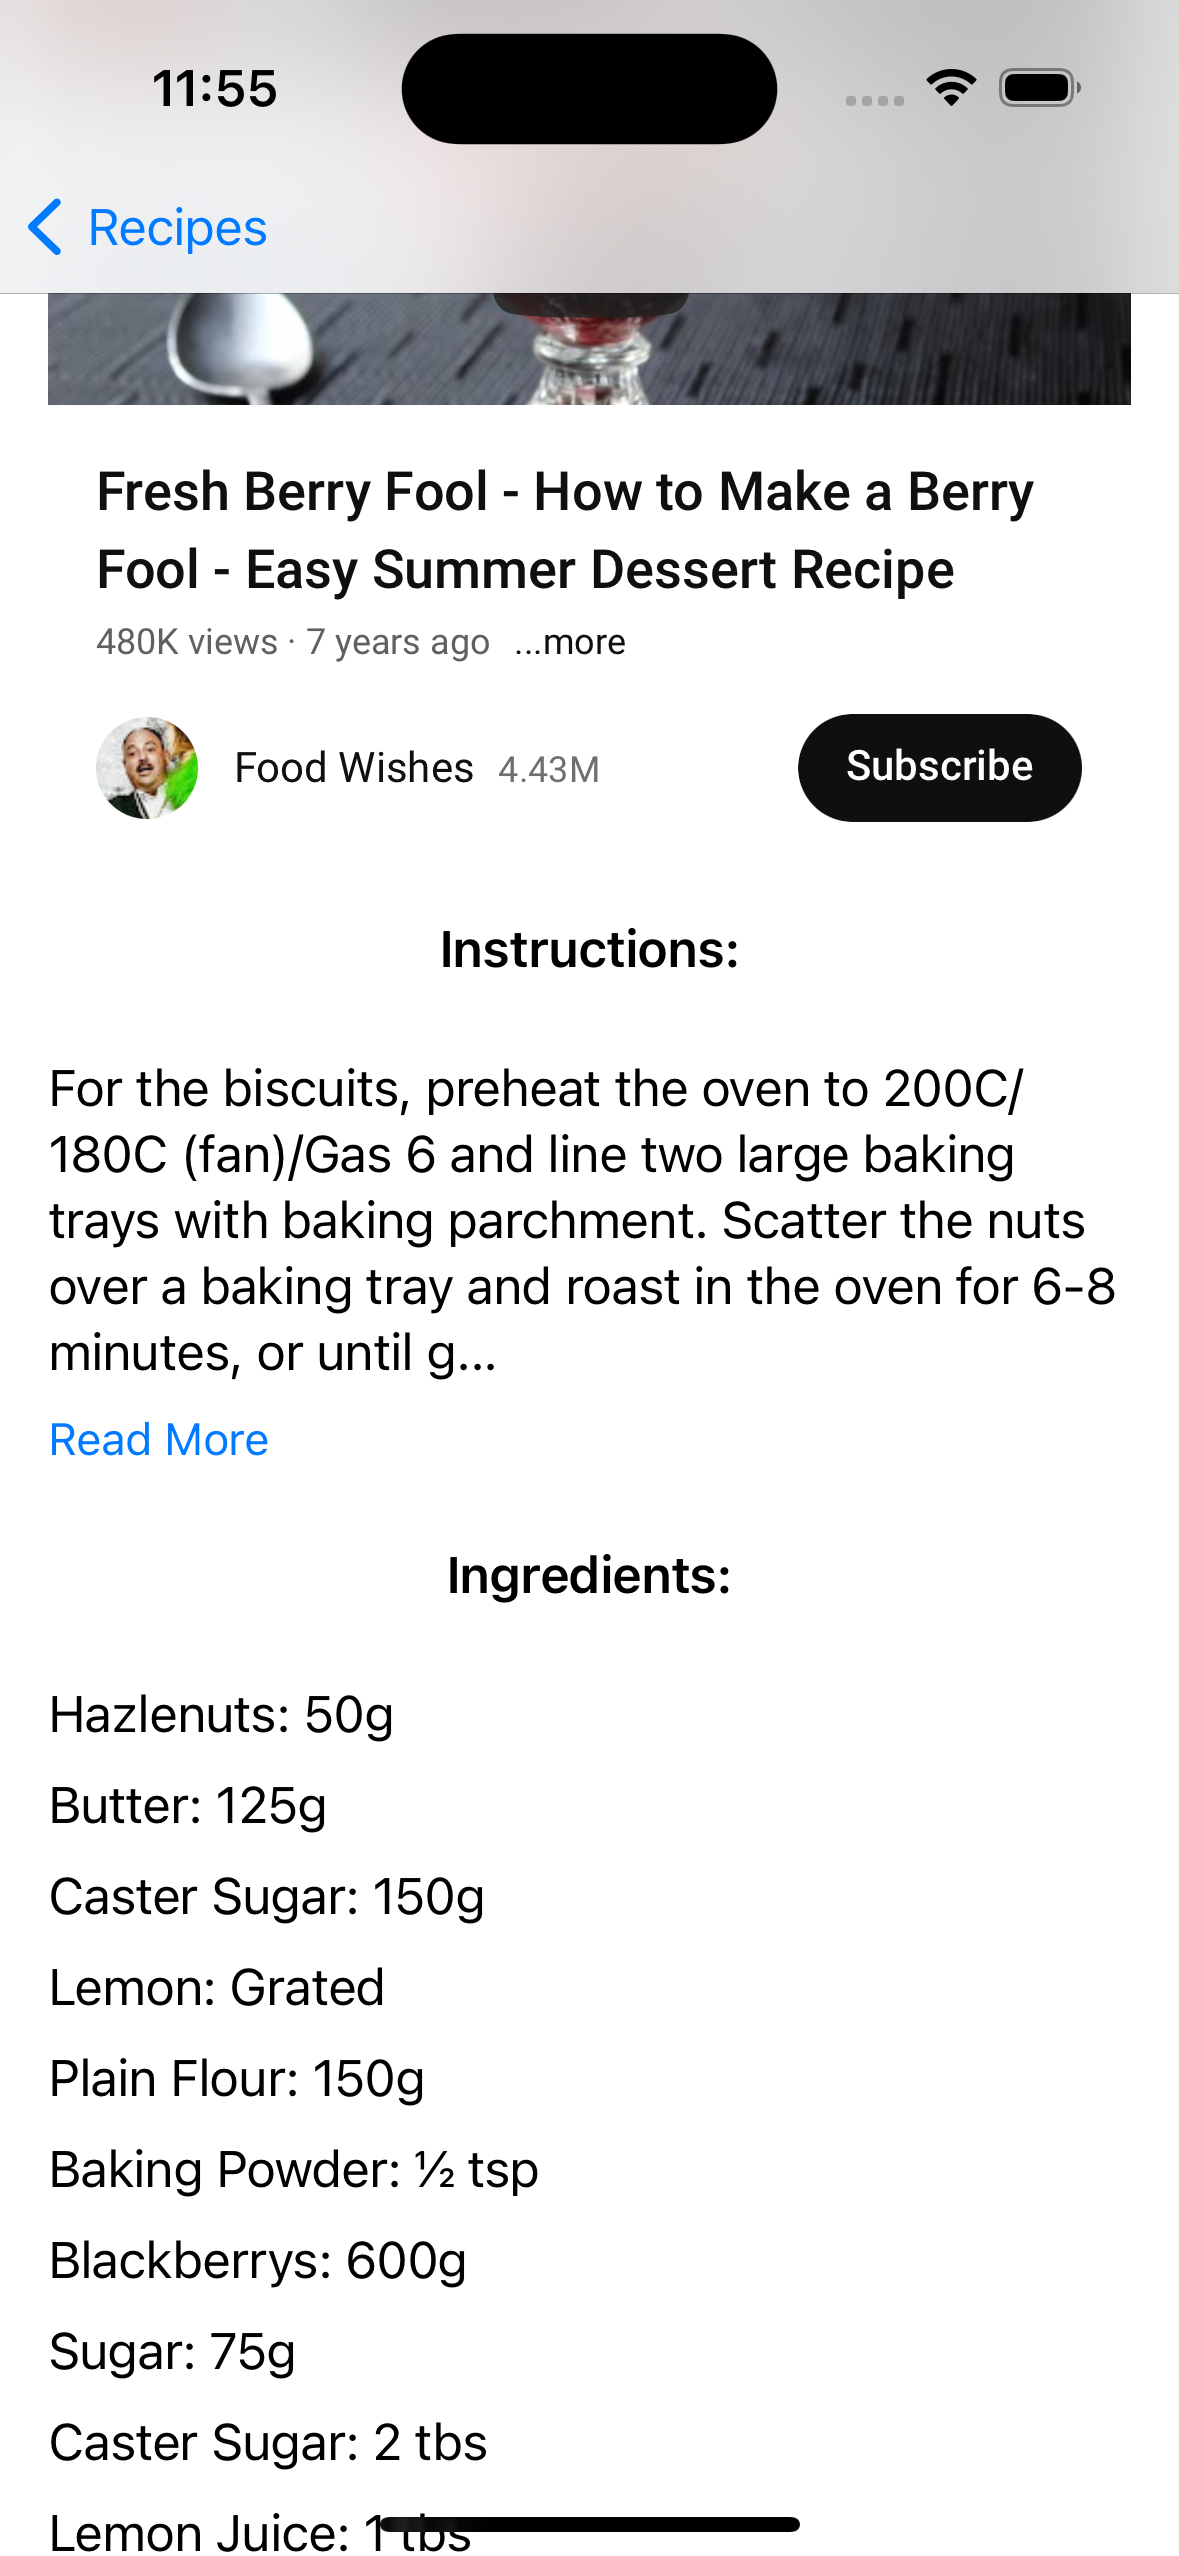 11:55
Recipes
Fresh Berry Fool - How to Make a Berry
Fool - Easy Summer Dessert Recipe
480K views · 7 years ago ...more
Food Wishes 4.43M
Subscribe
Instructions:
For the biscuits, preheat the oven to 200C/
180C (fan)/Gas 6 and line two large baking
trays with baking parchment. Scatter the nuts
over a baking tray and roast in the oven for 6-8
minutes, or until g...
Read More
Ingredients:
Hazlenuts: 50g
Butter: 125g
Caster Sugar: 150g
Lemon: Grated
Plain Flour: 150g
Baking Powder: ½ tsp
Blackberrys: 600g
Sugar: 75g
Caster Sugar: 2 tbs
Lemon Juice: 1 tbs